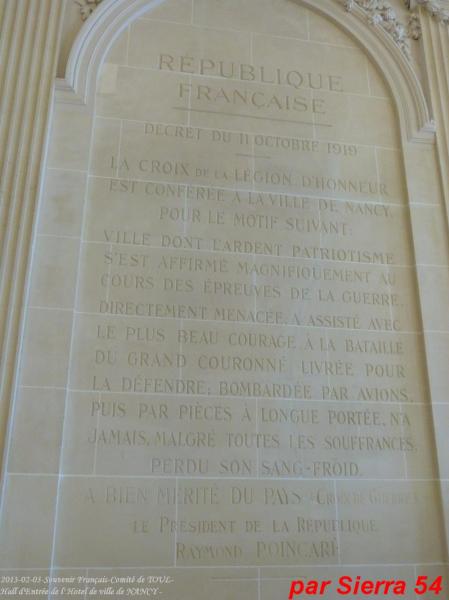 RÉPUBLIQUE
FRANÇAISE
DÉCRET DU 11 OCTOBRE 1919
LA CROIX DE LA LÉGION D'HONNEUR
EST CONFÉRÉE À LA VILLE DE NANCY,
POUR LE MOTIF SUIVANT:
VILLE DONT L'ARDENT PATRIOTISME
S'EST AFFIRMÉ MAGNIFIQUEMENT AU
COURS DES ÉPREUVES DE LA GUERRE.
DIRECTEMENT MENACÉE, A ASSISTÉ AVEC
LE PLUS BEAU COURAGE, À LA BATAILLE
DU GRAND COURONNÉ LIVRÉE POUR
LA DÉFENDRE; BOMBARDÉE PAR AVIONS,
PUIS PAR PIÈCES À LONGUE PORTÉE, N'A
JAMAIS, MALGRÉ TOUTES LES SOUFFRANCES,
PERDU SON SANG-FROID.
A BIEN MÉRITÉ DU PAYS (CROIX DE GUERRE)
LE PRÉSIDENT DE LA RÉPUBLIQUE
RAYMOND POINCARÉ
2013-02-03-Souvenir Français-Comité de TOUL-
Hall d'Entrée de l'Hotel de ville de NANCY -
par Sierra 54